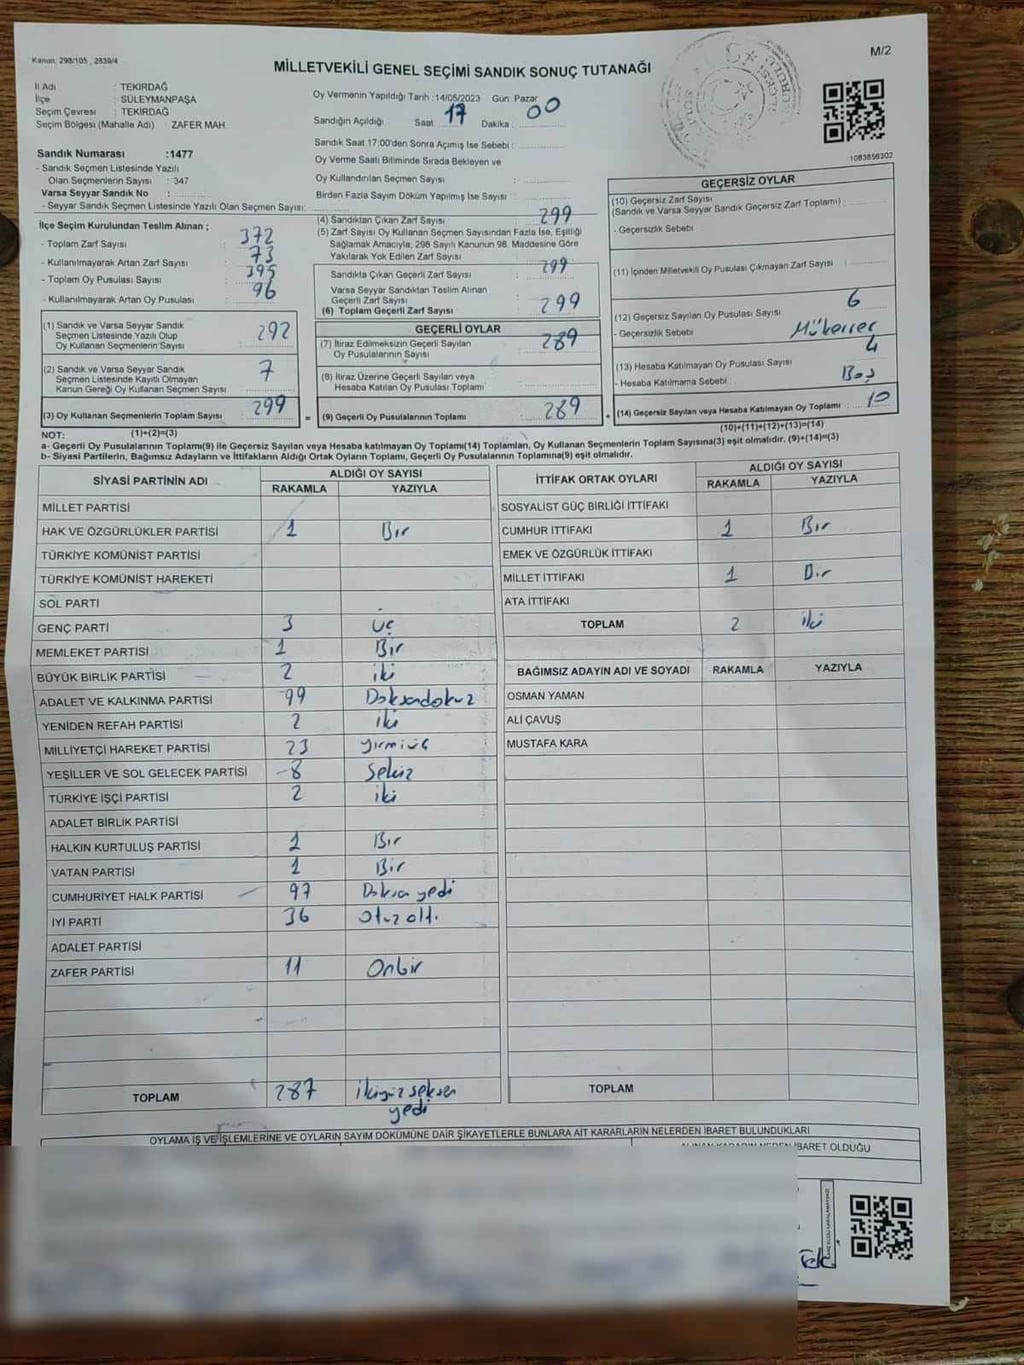 Kanun: 298/105 , 2839/4
M/2
MİLLETVEKİLİ GENEL SEÇİMİ SANDIK SONUÇ TUTANAĞI
İl Adı : TEKİRDAĞ
İlçe : SÜLEYMANPAŞA
Seçim Çevresi : TEKİRDAĞ
Seçim Bölgesi (Mahalle Adı) : ZAFER MAH.
Sandık Numarası :1477
- Sandık Seçmen Listesinde Yazılı
Olan Seçmenlerin Sayısı : 347
Varsa Seyyar Sandık No :
- Seyyar Sandık Seçmen Listesinde Yazılı Olan Seçmen Sayısı:
İlçe Seçim Kurulundan Teslim Alınan ;
- Toplam Zarf Sayısı : 372
- Kullanılmayarak Artan Zarf Sayısı : 73
- Toplam Oy Pusulası Sayısı : 395
- Kullanılmayarak Artan Oy Pusulası : 96
(1) Sandık ve Varsa Seyyar Sandık
Seçmen Listesinde Yazılı Olup
Oy Kullanan Seçmenlerin Sayısı : 292
(2) Sandık ve Varsa Seyyar Sandık
Seçmen Listesinde Kayıtlı Olmayan
Kanun Gereği Oy Kullanan Seçmen Sayısı : 7
(3) Oy Kullanan Seçmenlerin Toplam Sayısı : 299
Oy Vermenin Yapıldığı Tarih :14/05/2023 Gün: Pazar
Sandığın Açıldığı Saat: 17 Dakika : 00
Sandık Saat 17:00'den Sonra Açımış İse Sebebi :
Oy Verme Saati Bitiminde Sırada Bekleyen ve
Oy Kullandırılan Seçmen Sayısı :
Birden Fazla Sayım Döküm Yapılmış İse Sayısı :
(4) Sandıktan Çıkan Zarf Sayısı : 299
(5) Zarf Sayısı Oy Kullanan Seçmen Sayısından Fazla İse, Eşitliği
Sağlamak Amacıyla, 298 Sayılı Kanunun 98. Maddesine Göre
Yakılarak Yok Edilen Zarf Sayısı :
Sandıkta Çıkan Geçerli Zarf Sayısı : 299
Varsa Seyyar Sandıktan Teslim Alınan
Geçerli Zarf Sayısı :
(6) Toplam Geçerli Zarf Sayısı : 299
GEÇERLİ OYLAR
(7) İtiraz Edilmeksizin Geçerli Sayılan
Oy Pusulalarının Sayısı : 289
(8) İtiraz Üzerine Geçerli Sayılan veya
Hesaba Katılan Oy Pusulası Toplamı :
= (9) Geçerli Oy Pusulalarının Toplamı : 289
1083856302
GEÇERSİZ OYLAR
(10) Geçersiz Zarf Sayısı
(Sandık ve Varsa Seyyar Sandık Geçersiz Zarf Toplamı) :
- Geçersizlik Sebebi :
(11) İçinden Milletvekili Oy Pusulası Çıkmayan Zarf Sayısı :
(12) Geçersiz Sayılan Oy Pusulası Sayısı : 6
- Geçersizlik Sebebi : Mükerrer
(13) Hesaba Katılmayan Oy Pusulası Sayısı : 4
- Hesaba Katılmama Sebebi : Boş
+ (14) Geçersiz Sayılan veya Hesaba Katılmayan Oy Toplamı : 10
NOT: (1)+(2)=(3)
(10)+(11)+(12)+(13)=(14)
a- Geçerli Oy Pusulalarının Toplamı(9) ile Geçersiz Sayılan veya Hesaba katılmayan Oy Toplamı(14) Toplamları, Oy Kullanan Seçmenlerin Toplam Sayısına(3) eşit olmalıdır. (9)+(14)=(3)
b- Siyasi Partilerin, Bağımsız Adayların ve İttifakların Aldığı Ortak Oyların Toplamı, Geçerli Oy Pusulalarının Toplamına(9) eşit olmalıdır.
SİYASİ PARTİNİN ADI ALDIĞI OY SAYISI
RAKAMLA YAZIYLA
MİLLET PARTİSİ
HAK VE ÖZGÜRLÜKLER PARTİSİ 1 Bir
TÜRKİYE KOMÜNİST PARTİSİ
TÜRKİYE KOMÜNİST HAREKETİ
SOL PARTİ
GENÇ PARTİ 3 Üç
MEMLEKET PARTİSİ 1 Bir
BÜYÜK BİRLİK PARTİSİ 2 iki
ADALET VE KALKINMA PARTİSİ 99 Doksandokuz
YENİDEN REFAH PARTİSİ 2 iki
MİLLİYETÇİ HAREKET PARTİSİ 23 yirmiüç
YEŞİLLER VE SOL GELECEK PARTİSİ 8 Sekiz
TÜRKİYE İŞÇİ PARTİSİ 2 iki
ADALET BİRLİK PARTİSİ
HALKIN KURTULUŞ PARTİSİ 1 Bir
VATAN PARTİSİ 1 Bir
CUMHURİYET HALK PARTİSİ 97 Doksan yedi
İYİ PARTİ 36 Otuz altı
ADALET PARTİSİ
ZAFER PARTİSİ 11 Onbir
TOPLAM 287 ikiyüz seksen
yedi
İTTİFAK ORTAK OYLARI ALDIĞI OY SAYISI
RAKAMLA YAZIYLA
SOSYALİST GÜÇ BİRLİĞİ İTTİFAKI
CUMHUR İTTİFAKI 1 Bir
EMEK VE ÖZGÜRLÜK İTTİFAKI
MİLLET İTTİFAKI 1 Bir
ATA İTTİFAKI
TOPLAM 2 iki
BAĞIMSIZ ADAYIN ADI VE SOYADI RAKAMLA YAZIYLA
OSMAN YAMAN
ALİ ÇAVUŞ
MUSTAFA KARA
TOPLAM
OYLAMA İŞ VE İŞLEMLERİNE VE OYLARIN SAYIM DÖKÜMÜNE DAİR ŞİKAYETLERLE BUNLARA AİT KARARLARIN NELERDEN İBARET BULUNDUKLARI
İBARET OLDUĞU